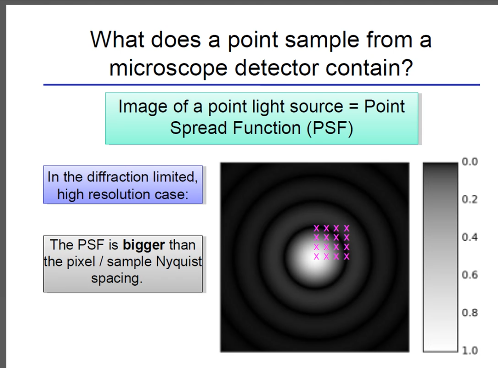 What does a point sample from a
microscope detector contain?
Image of a point light source = Point
Spread Function (PSF)
In the diffraction limited,
high resolution case:
The PSF is bigger than
the pixel / sample Nyquist
spacing.
x x x x
x x x x
x x x x
x x x x
0.0
0.2
0.4
0.6
0.8
1.0